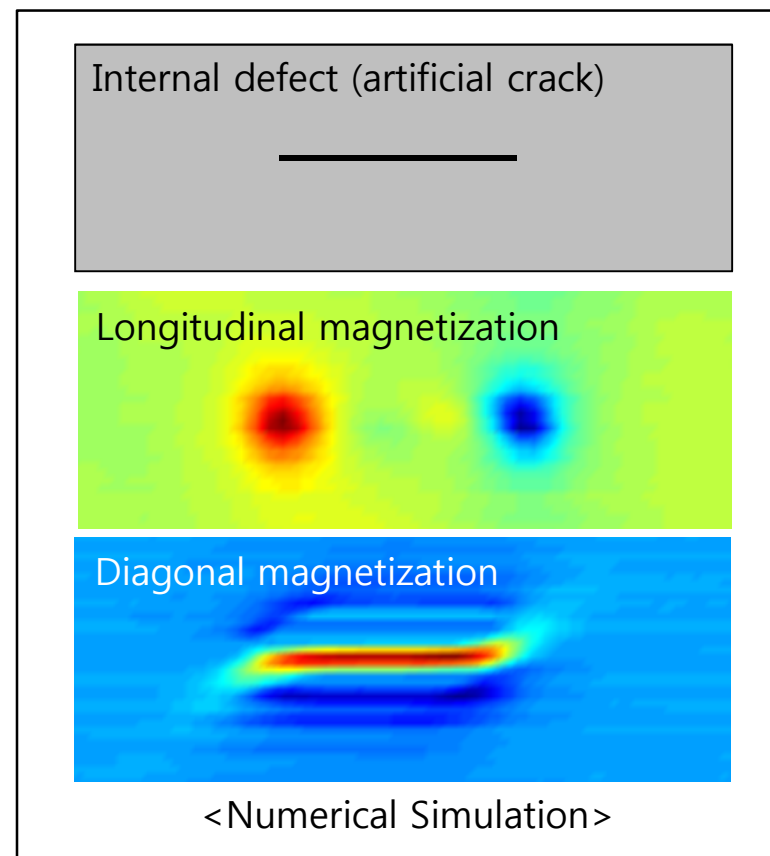 Internal defect (artificial crack)
Longitudinal magnetization
Diagonal magnetization
<Numerical Simulation>